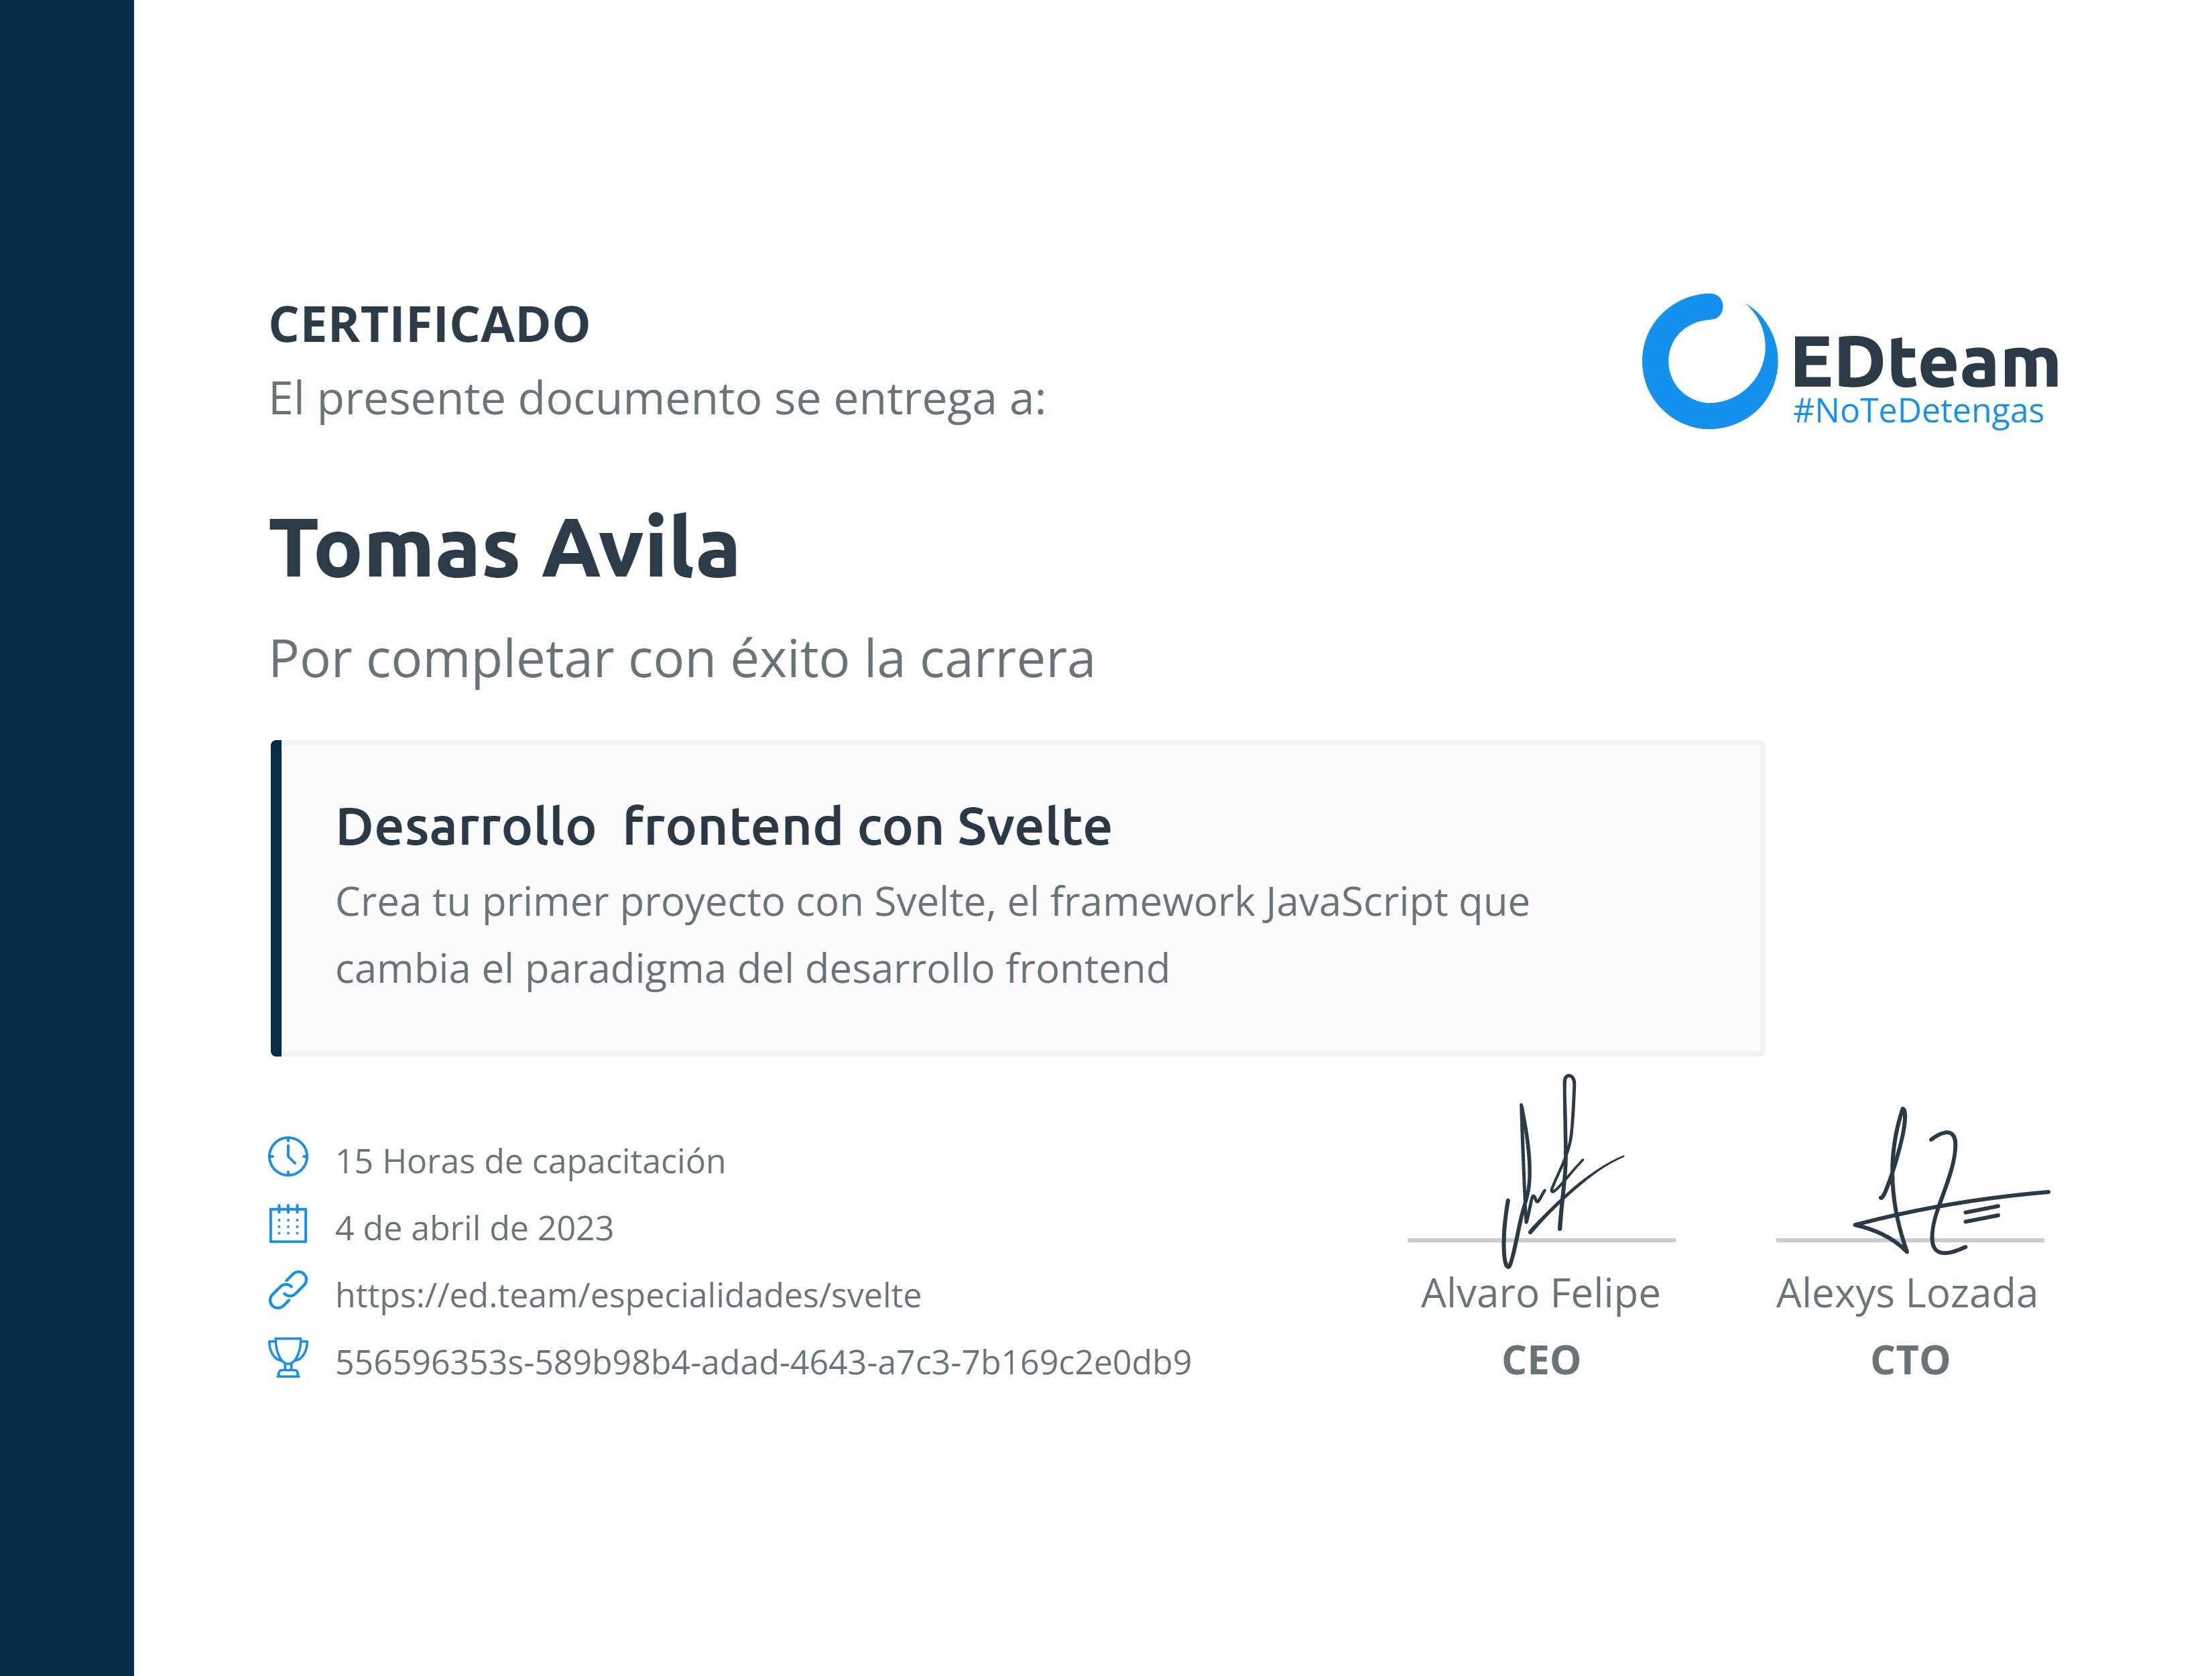 CERTIFICADO
El presente documento se entrega a:
EDteam
#NoTeDetengas
Tomas Avila
Por completar con éxito la carrera
Desarrollo  frontend con Svelte
Crea tu primer proyecto con Svelte, el framework JavaScript que
cambia el paradigma del desarrollo frontend
15 Horas de capacitación
4 de abril de 2023
https://ed.team/especialidades/svelte
556596353s-589b98b4-adad-4643-a7c3-7b169c2e0db9
Alvaro Felipe
CEO
Alexys Lozada
CTO